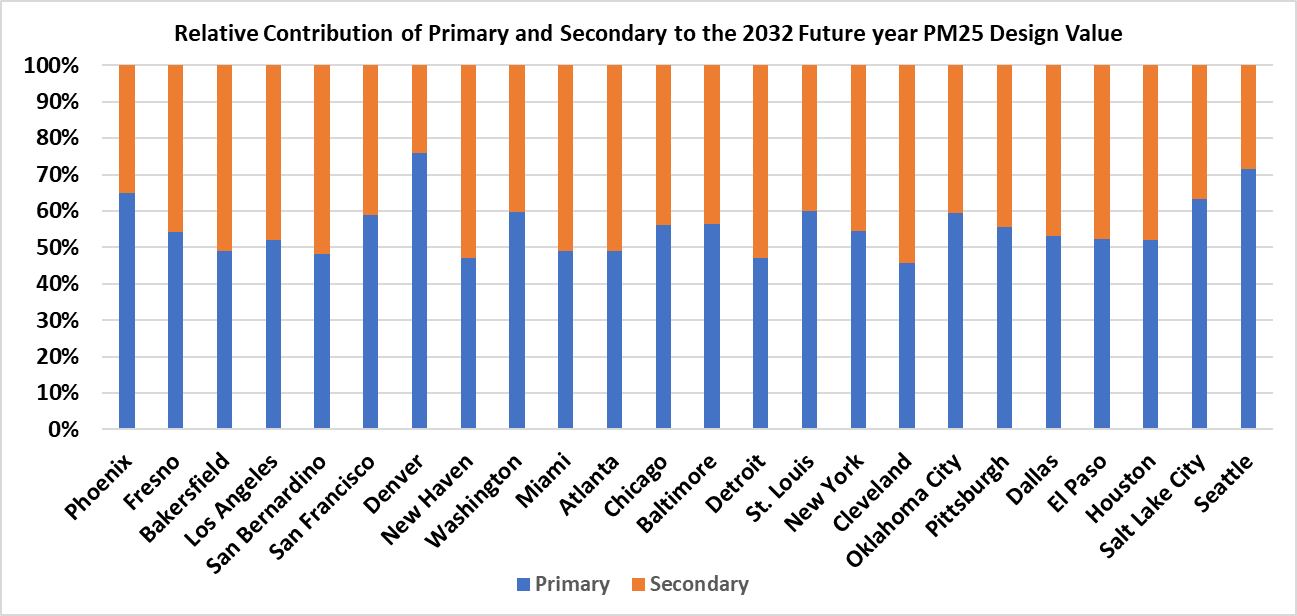 Relative Contribution of Primary and Secondary to the 2032 Future year PM25 Design Value
100%
90%
80%
70%
60%
50%
40%
30%
20%
10%
0%
Phoenix
Fresno
Bakersfield
Los Angeles
San Bernardino
San Francisco
Denver
New Haven
Washington
Miami
Atlanta
Chicago
Baltimore
Detroit
St. Louis
New York
Cleveland
Oklahoma City
Pittsburgh
Dallas
El Paso
Houston
Salt Lake City
Seattle
Primary
Secondary